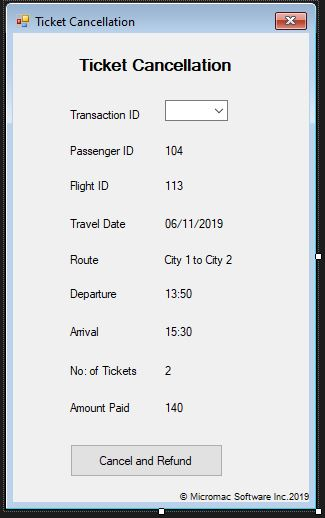 Ticket Cancellation
Ticket Cancellation
Transaction ID
Passenger ID 104
Flight ID 113
Travel Date 06/11/2019
Route City 1 to City 2
Departure 13:50
Arrival 15:30
No: of Tickets 2
Amount Paid 140
Cancel and Refund
© Micromac Software Inc.2019